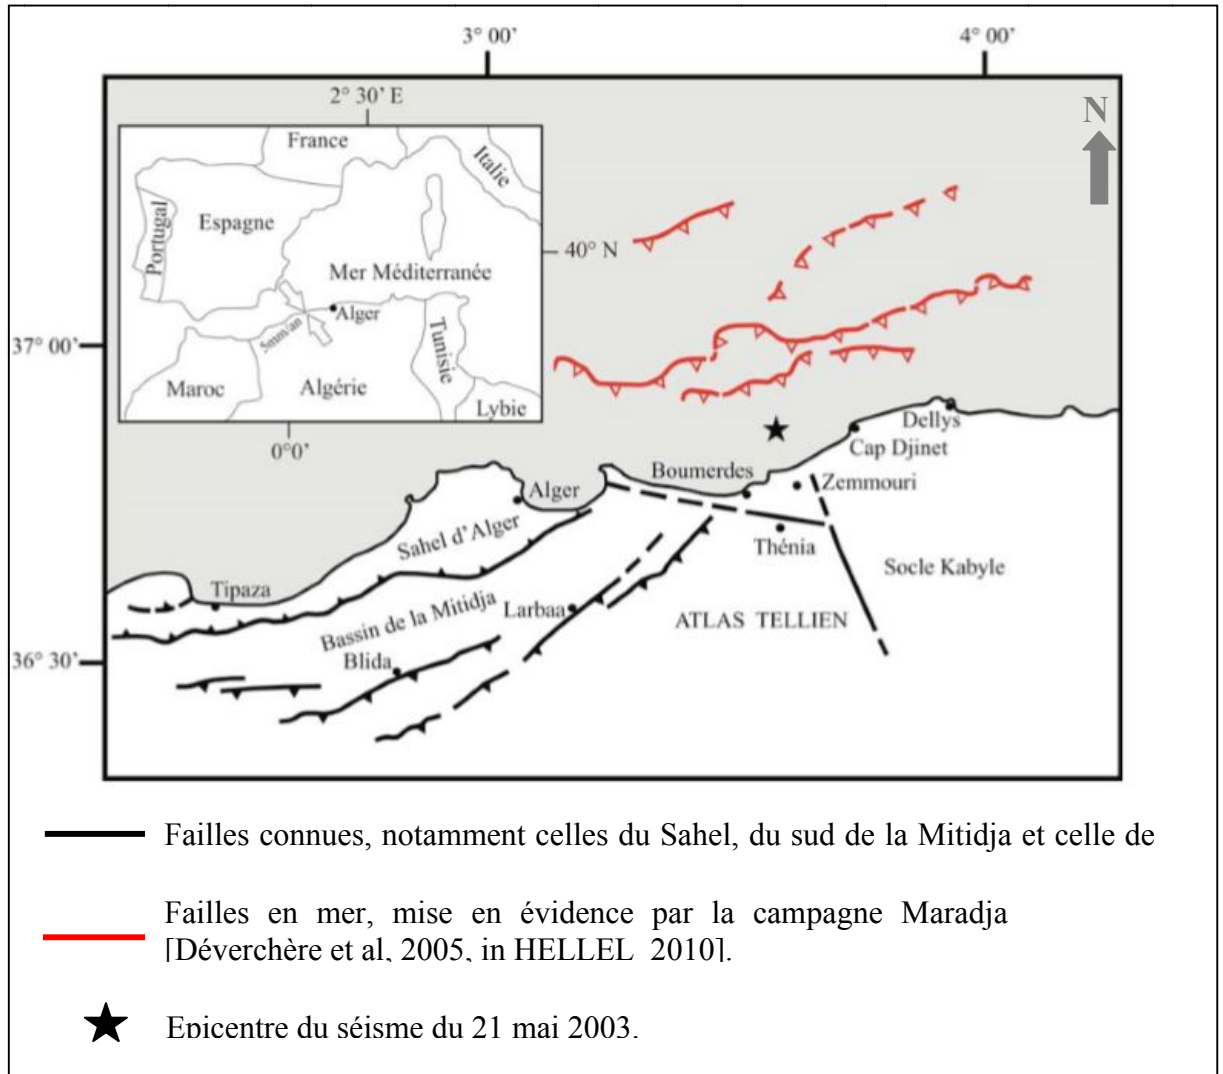 3° 00'
4° 00'
2° 30' E
N
France
Italie
Portugal
Espagne
40° N
Mer Méditerranée
Alger
5mm/an
Tunisie
37° 00'
Maroc
Algérie
Lybie
0°0'
Dellys
Cap Djinet
Boumerdes
Zemmouri
Alger
Sahel d'Alger
Thénia
Socle Kabyle
Tipaza
Larbaa
ATLAS TELLIEN
Bassin de la Mitidja
Blida
36° 30'
Failles connues, notamment celles du Sahel, du sud de la Mitidja et celle de
Failles en mer, mise en évidence par la campagne Maradja
[Déverchère et al, 2005, in HELLEL 2010].
Epicentre du séisme du 21 mai 2003.